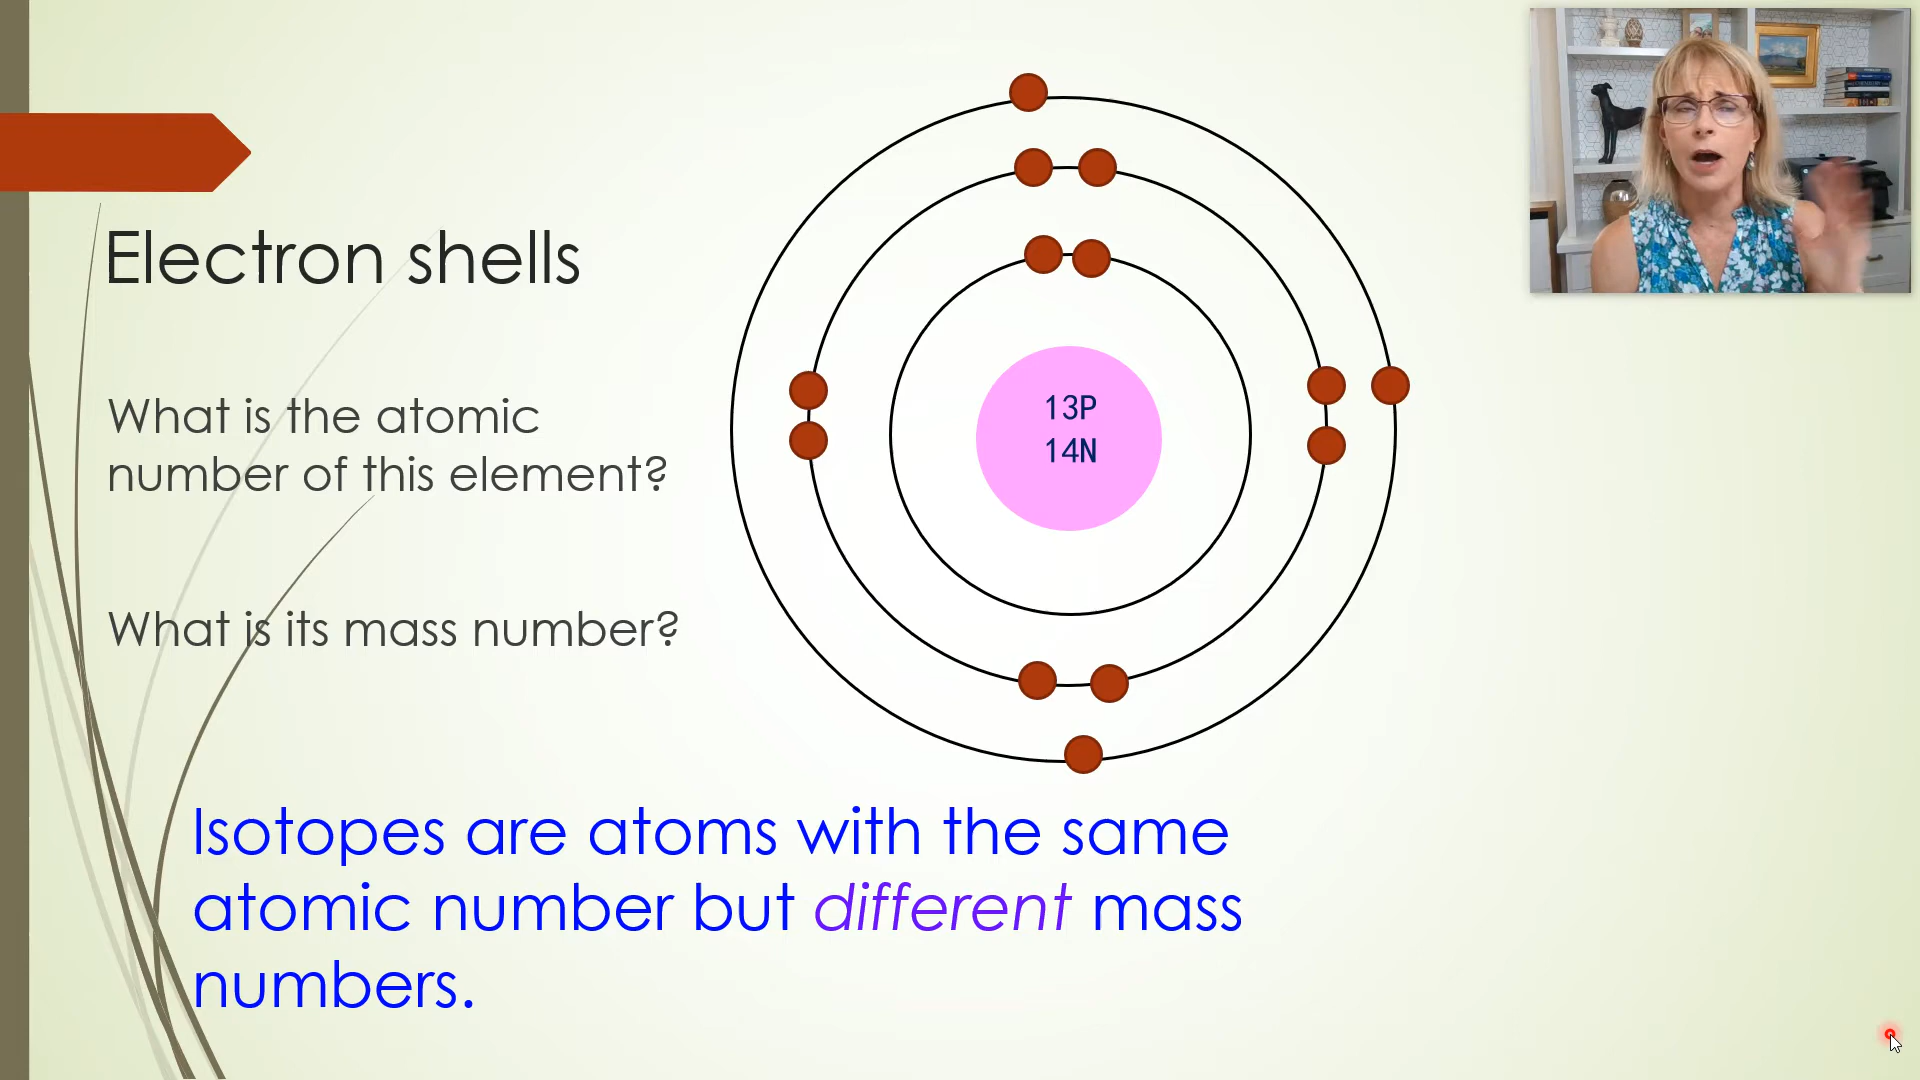 Electron shells
What is the atomic
number of this element?
What is its mass number?
13P
14N
Isotopes are atoms with the same
atomic number but different mass
numbers.